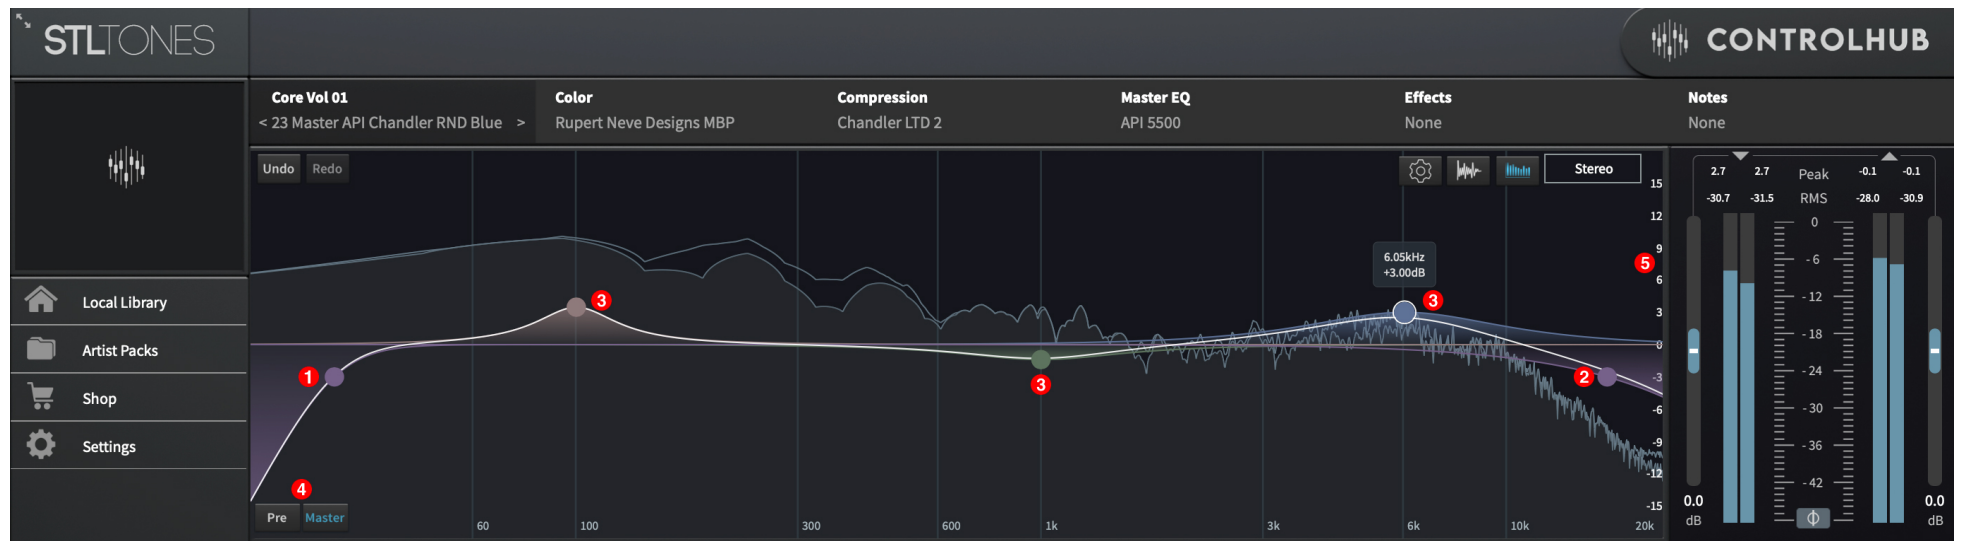 STLTONES
CONTROLHUB
Core Vol 01
< 23 Master API Chandler RND Blue >
Color
Rupert Neve Designs MBP
Compression
Chandler LTD 2
Master EQ
API 5500
Effects
None
Notes
None
Local Library
Artist Packs
Shop
Settings
Undo Redo
Stereo
15
12
9
5
6
6.05kHz
+3.00dB
3
3
3
0
1
2
-3
3
-6
-9
-12
4
-15
Pre Master
60 100 300 600 1k 3k 6k 10k 20k
2.7 2.7 Peak -0.1 -0.1
-30.7 -31.5 RMS -28.0 -30.9
0
-6
-12
-18
-24
-30
-36
-42
0.0
dB
0.0
dB